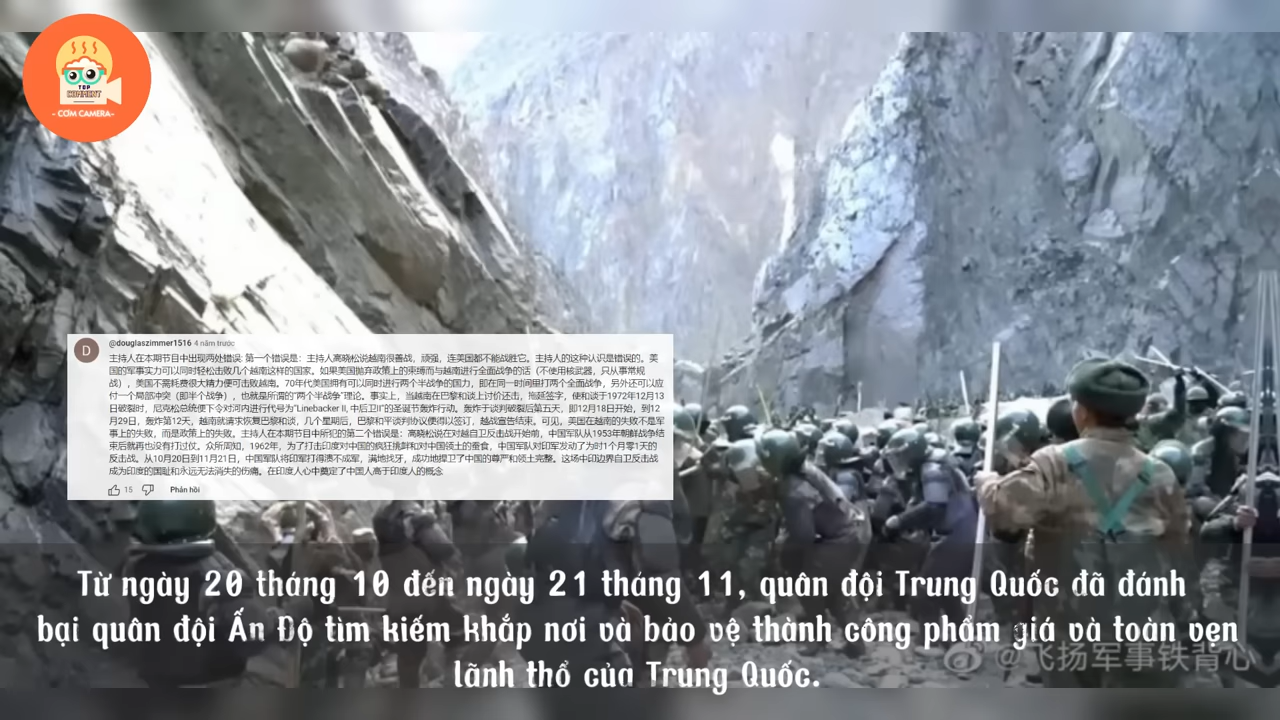 TOP
COMMENT
- CƠM CAMERA-
D
@douglaszimmer1516 4 năm trước
主持人在本期节目中出现两处错误: 第一个错误是：主持人高晓松说越南很善战，顽强，连美国都不能战胜它。主持人的这种认识是错误的。美
国的军事实力可以同时轻松击败几个越南这样的国家。如果美国抛弃政策上的束缚而与越南进行全面战争的话（不使用核武器，只从事常规
战），美国不需耗费很大精力便可击败越南。70年代美国拥有可以同时进行两个半战争的国力，即在同一时间里打两个全面战争，另外还可以应
付一个局部冲突（即半个战争），也就是所谓的"两个半战争"理论。事实上，当越南在巴黎和谈上讨价还击，拖延签字，使和谈于1972年12月13
日破裂时，尼克松总统便下令对河内进行代号为"Linebacker II, 中后卫II"的圣诞节轰炸行动。轰炸于谈判破裂后第五天，即12月18日开始，到12
月29日，轰炸第12天，越南就请求恢复巴黎和谈，几个星期后，巴黎和平谈判协议便得以签订，越战宣告结束。可见，美国在越南的失败不是军
事上的失败，而是政策上的失败。主持人在本期节目中所犯的第二个错误是：高晓松说在对越自卫反击战开始前，中国军队从1953年朝鲜战争结
束后就再也没有打过仗。众所周知，1962年，为了打击印度对中国的疯狂挑衅和对中国领土的蚕食，中国军队对印军发动了为时1个月零1天的
反击战。从10月20日到11月21日，中国军队将印军打得溃不成军，满地找牙，成功地捍卫了中国的尊严和领土完整。这场中印边界自卫反击战
成为印度的国耻和永远无法消失的伤痛。在印度人心中奠定了中国人高于印度人的概念
15 Phản hồi
Từ ngày 20 tháng 10 đến ngày 21 tháng 11, quân đội Trung Quốc đã đánh
bại quân đội Ấn Độ tìm kiếm khắp nơi và bảo vệ thành công phẩm giá và toàn vẹn
lãnh thổ của Trung Quốc.
@飞扬军事铁背心